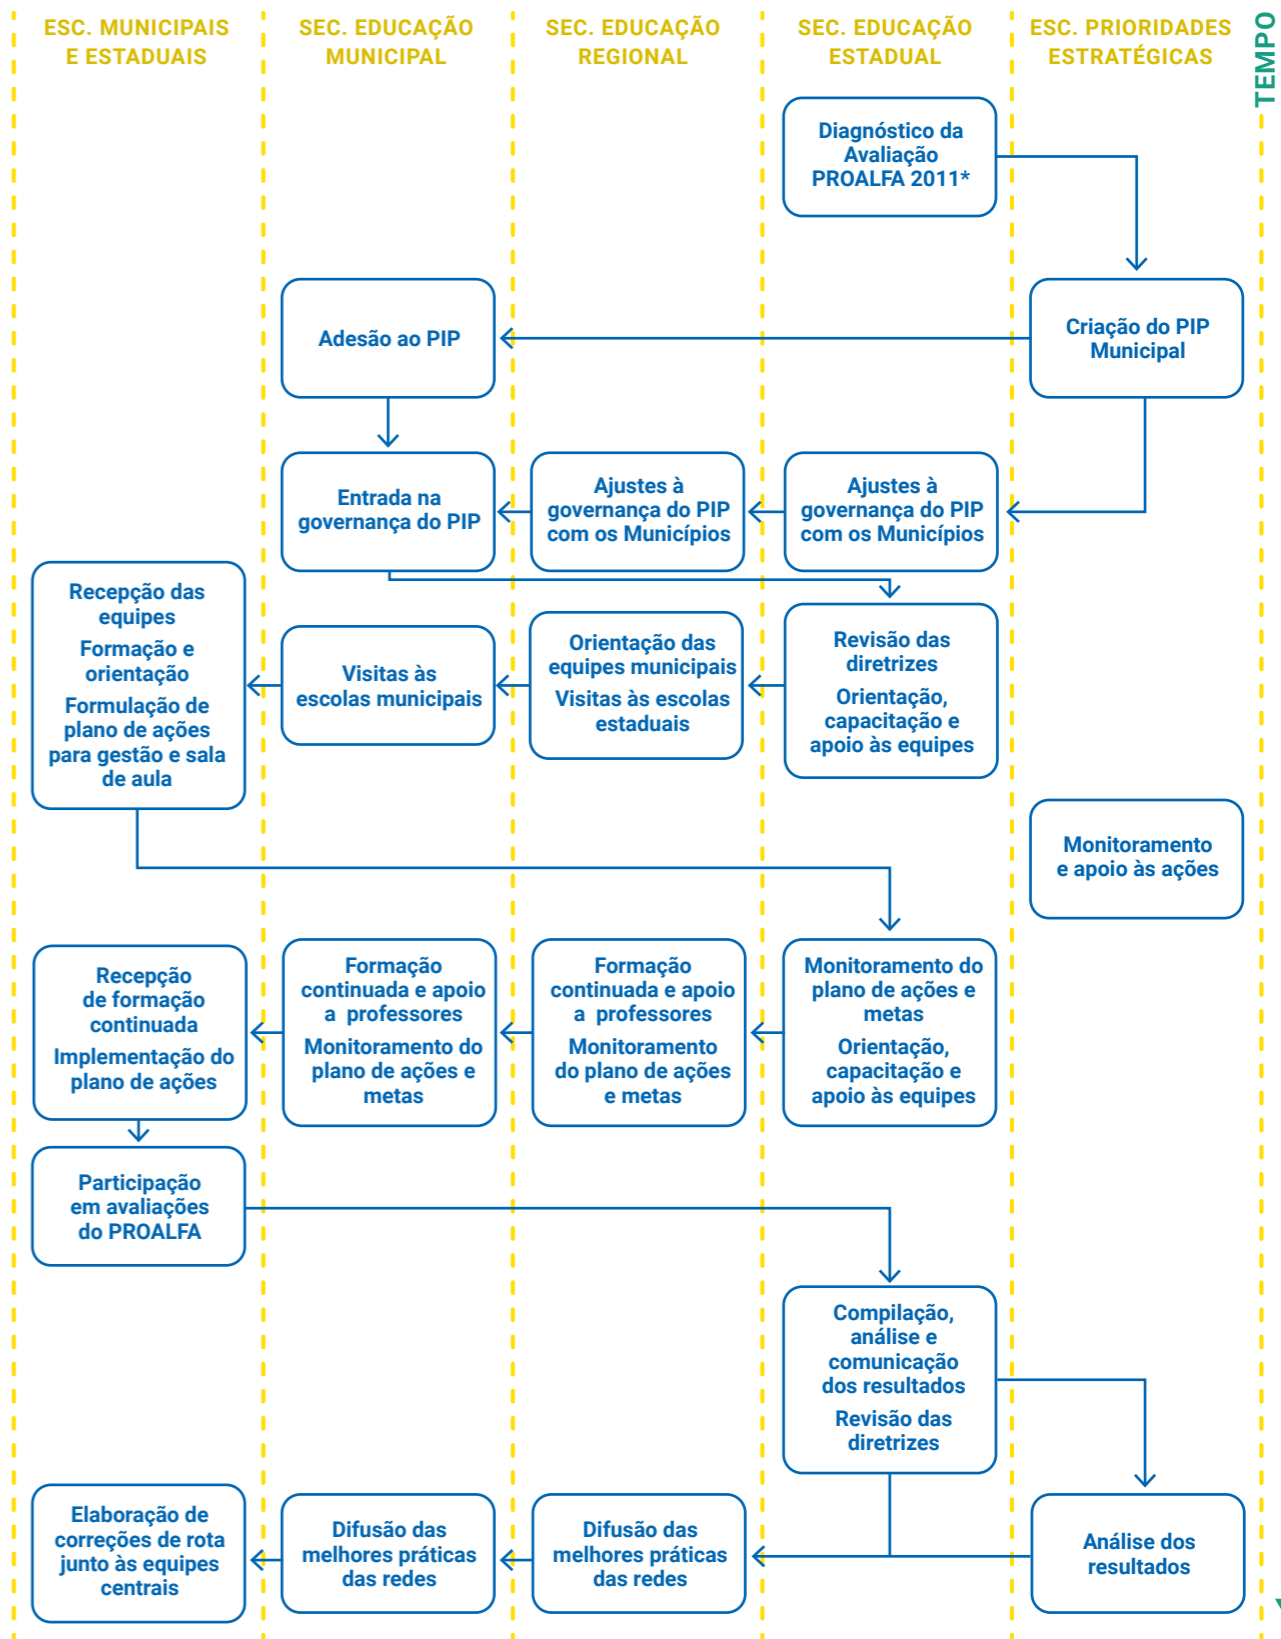 ESC. MUNICIPAIS
E ESTADUAIS
SEC. EDUCAÇÃO
MUNICIPAL
SEC. EDUCAÇÃO
REGIONAL
SEC. EDUCAÇÃO
ESTADUAL
ESC. PRIORIDADES
ESTRATÉGICAS
TEMPO
Diagnóstico da
Avaliação
PROALFA 2011*
Adesão ao PIP
Criação do PIP
Municipal
Entrada na
governança do PIP
Ajustes à
governança do PIP
com os Municípios
Ajustes à
governança do PIP
com os Municípios
Recepção das
equipes
Formação e
orientação
Formulação de
plano de ações
para gestão e sala
de aula
Visitas às
escolas municipais
Orientação das
equipes municipais
Visitas às escolas
estaduais
Revisão das
diretrizes
Orientação,
capacitação e
apoio às equipes
Monitoramento
e apoio às ações
Recepção
de formação
continuada
Implementação do
plano de ações
Formação
continuada e apoio
a professores
Monitoramento do
plano de ações e
metas
Formação
continuada e apoio
a professores
Monitoramento
do plano de ações
e metas
Monitoramento do
plano de ações e
metas
Orientação,
capacitação e
apoio às equipes
Participação
em avaliações
do PROALFA
Compilação,
análise e
comunicação
dos resultados
Revisão das
diretrizes
Elaboração de
correções de rota
junto às equipes
centrais
Difusão das
melhores práticas
das redes
Difusão das
melhores práticas
das redes
Análise dos
resultados